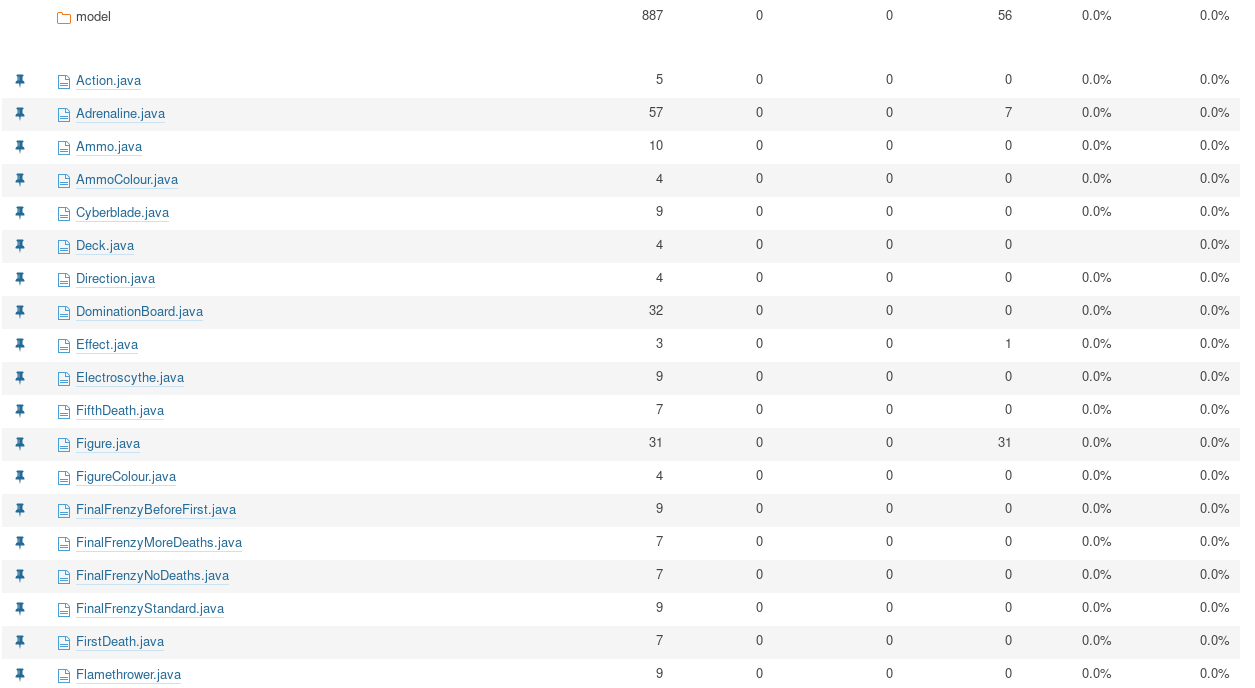 model 887 0 0 56 0.0% 0.0%
Action.java 5 0 0 0 0.0% 0.0%
Adrenaline.java 57 0 0 7 0.0% 0.0%
Ammo.java 10 0 0 0 0.0% 0.0%
AmmoColour.java 4 0 0 0 0.0% 0.0%
Cyberblade.java 9 0 0 0 0.0% 0.0%
Deck.java 4 0 0 0 0.0%
Direction.java 4 0 0 0 0.0% 0.0%
DominationBoard.java 32 0 0 0 0.0% 0.0%
Effect.java 3 0 0 1 0.0% 0.0%
Electroscythe.java 9 0 0 0 0.0% 0.0%
FifthDeath.java 7 0 0 0 0.0% 0.0%
Figure.java 31 0 0 31 0.0% 0.0%
FigureColour.java 4 0 0 0 0.0% 0.0%
FinalFrenzyBeforeFirst.java 9 0 0 0 0.0% 0.0%
FinalFrenzyMoreDeaths.java 7 0 0 0 0.0% 0.0%
FinalFrenzyNoDeaths.java 7 0 0 0 0.0% 0.0%
FinalFrenzyStandard.java 9 0 0 0 0.0% 0.0%
FirstDeath.java 7 0 0 0 0.0% 0.0%
Flamethrower.java 9 0 0 0 0.0% 0.0%